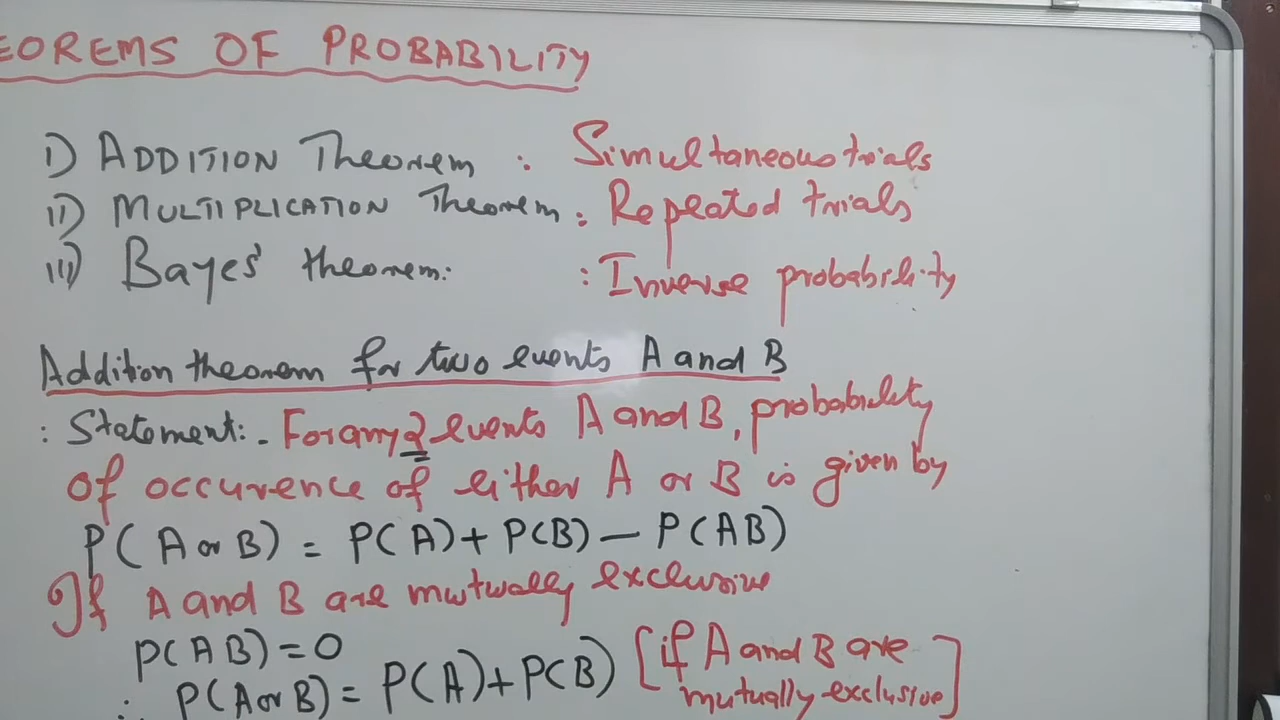 EOREMS OF PROBABILITY
i) ADDITION Theorem : Simultaneous trials
ii) MULTIPLICATION Theorem : Repeated trials
iii) Bayes' theorem: : Inverse probability
Addition theorem for two events A and B
: Statement:- For any 2 events A and B, probability
of occurence of either A or B is given by
P(A or B) = P(A) + P(B) — P(AB)
If A and B are mutually exclusive
P(AB) = 0
∴ P(A or B) = P(A) + P(B) [if A and B are
mutually exclusive]